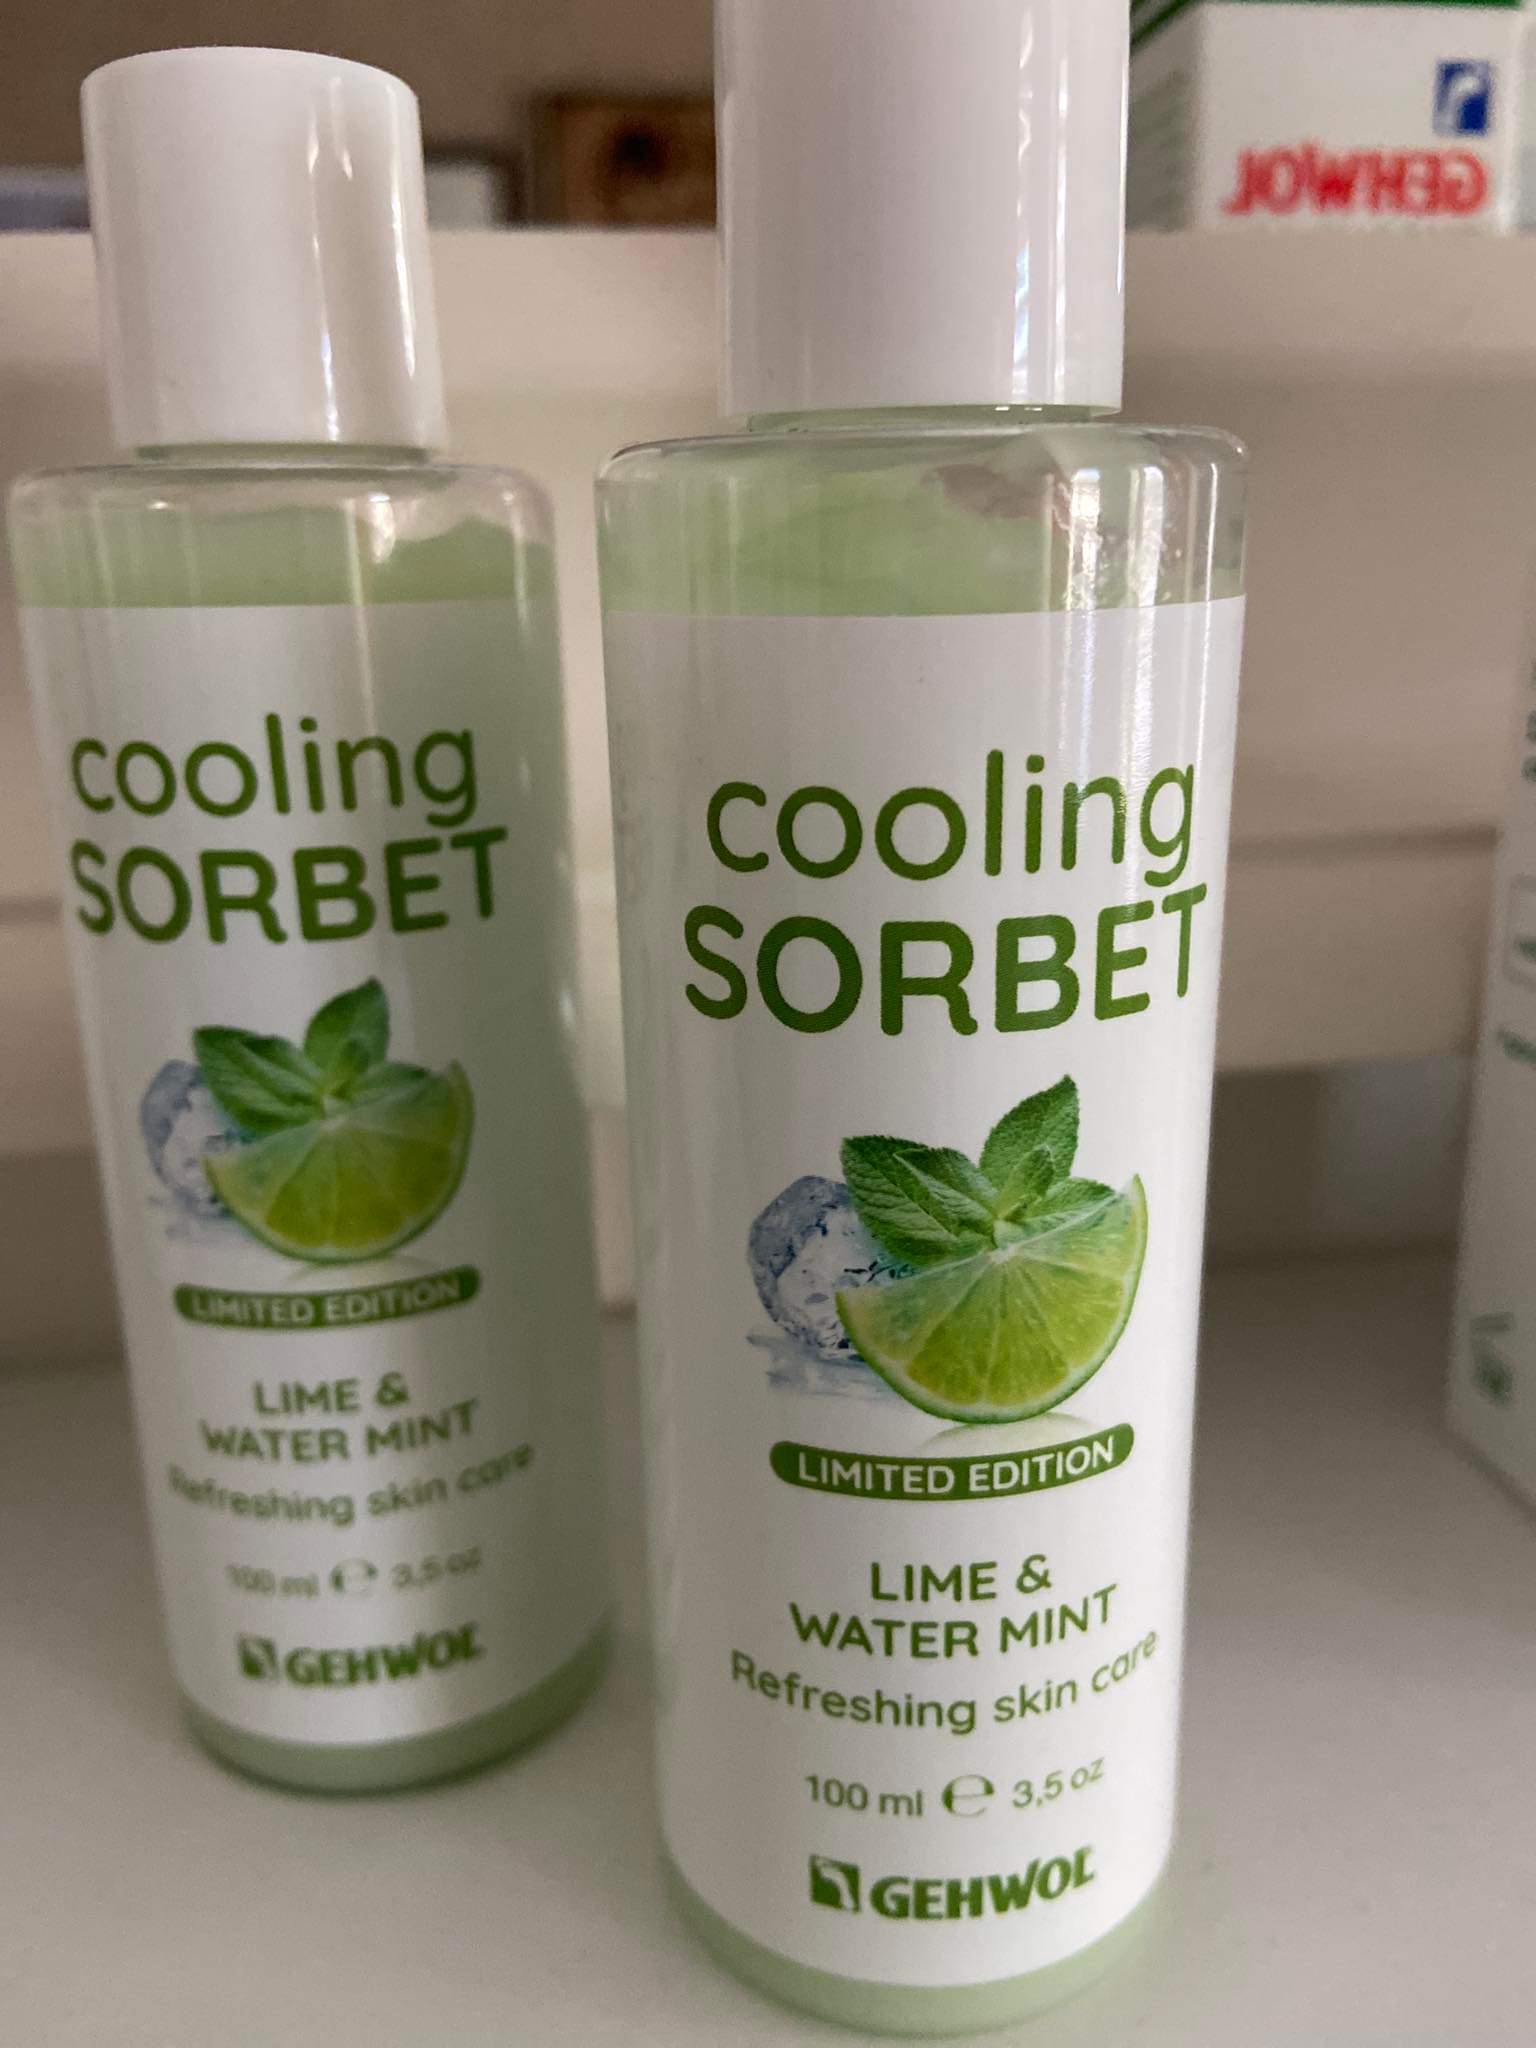 cooling
SORBET
LIMITED EDITION
LIME &
WATER MINT
Refreshing skin care
100 ml e 3,5 oz
GEHWOL
cooling
SORBET
LIMITED EDITION
LIME &
WATER MINT
Refreshing skin care
100 ml ℮ 3,5 oz
GEHWOL
GEHWOL